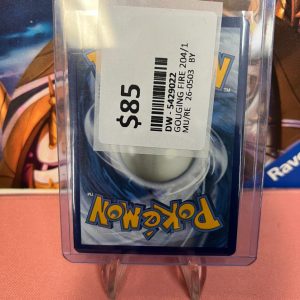 $85
DW - 5429022
GOUGING FIRE 204/1
MU/RE 26-0503 BY
POKéMON
Raven